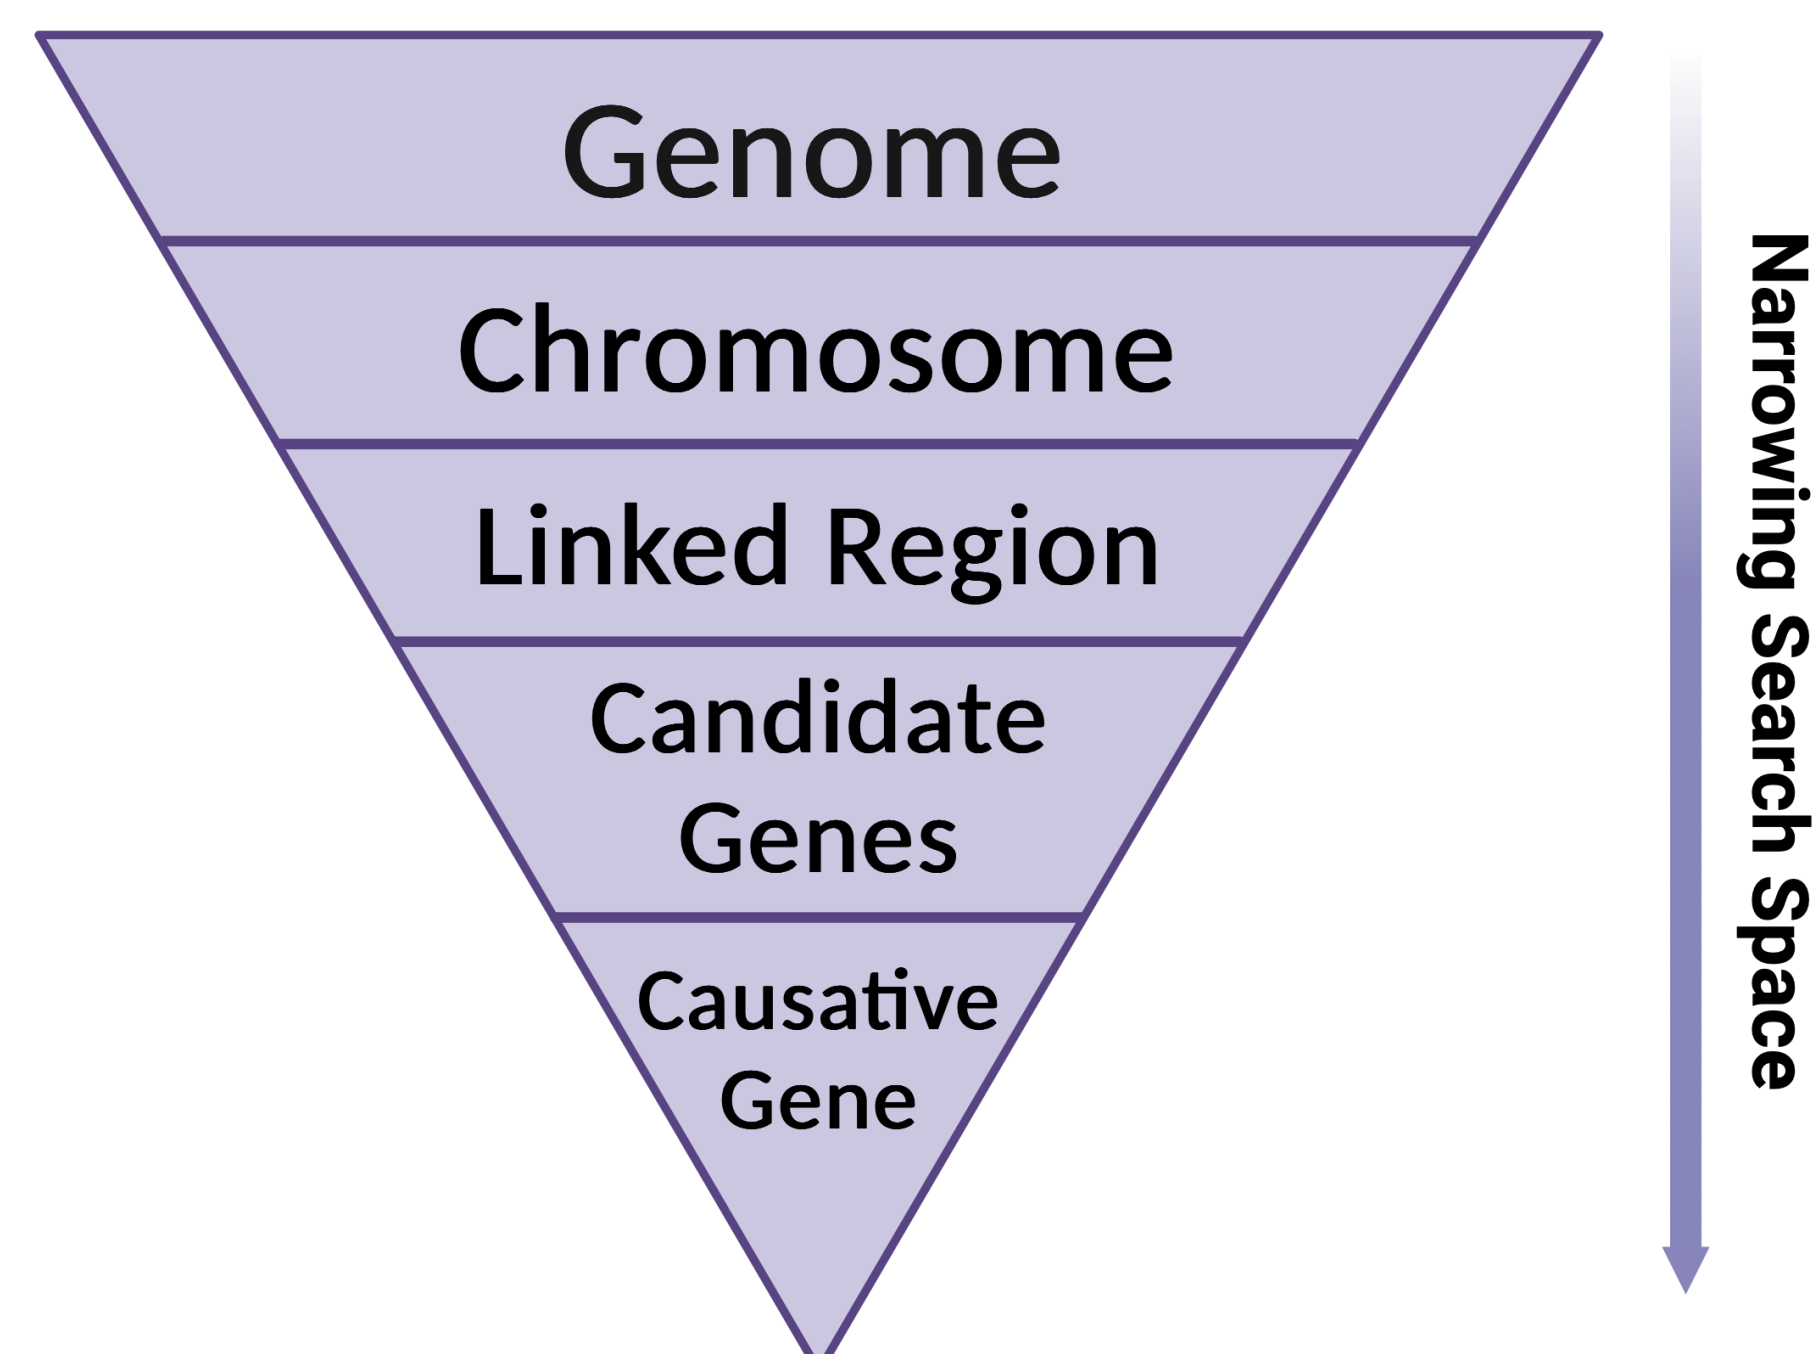 Genome
Chromosome
Linked Region
Candidate
Genes
Causative
Gene
Narrowing Search Space